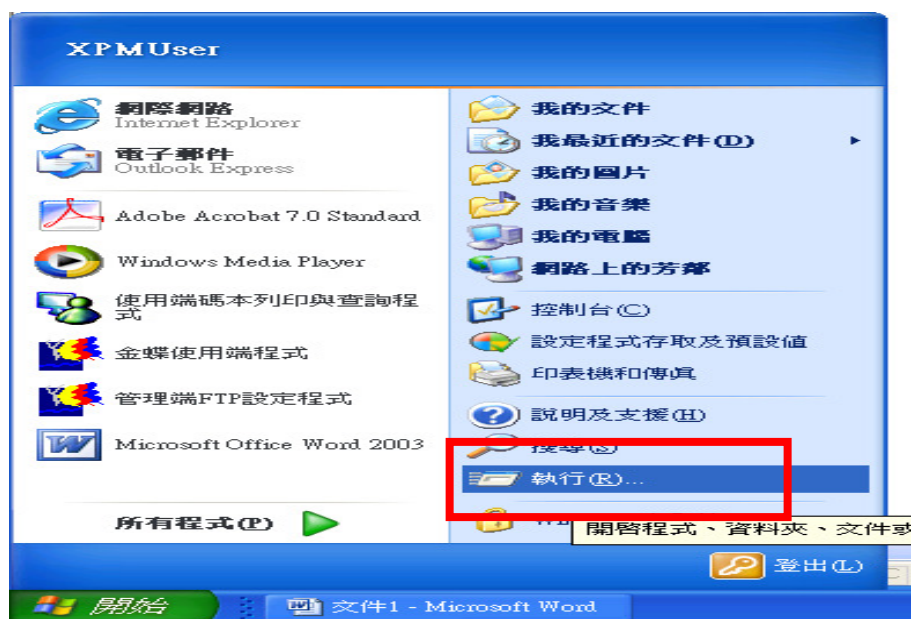 XPMUser
網際網路
Internet Explorer
電子郵件
Outlook Express
Adobe Acrobat 7.0 Standard
Windows Media Player
使用端碼本列印與查詢程
式
金蝶使用端程式
管理端FTP設定程式
Microsoft Office Word 2003
所有程式(P)
我的文件
我最近的文件(D)
我的圖片
我的音樂
我的電腦
網路上的芳鄰
控制台(C)
設定程式存取及預設值
印表機和傳真
說明及支援(H)
搜尋(S)
執行(R)...
開啓程式、資料夾、文件或
登出(L)
開始
文件1 - Microsoft Word